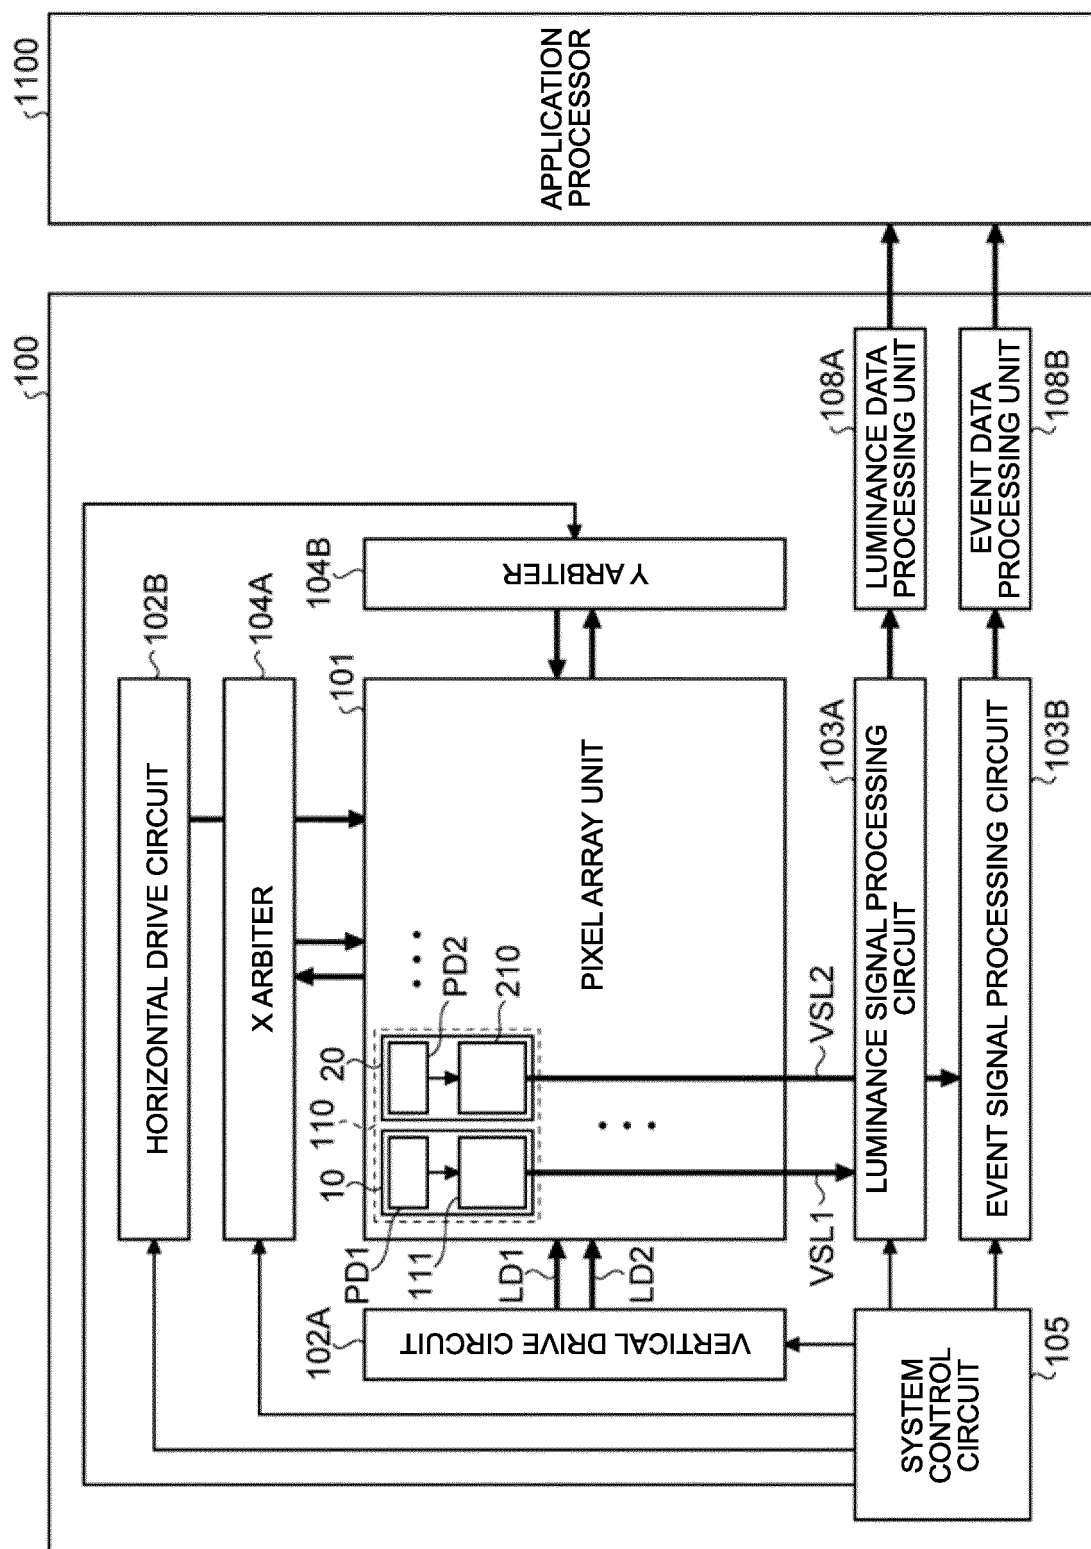 100
1100
HORIZONTAL DRIVE CIRCUIT
102B
X ARBITER
104A
101
10
110
20
PD1
111
PD2
210
. . .
. . .
PIXEL ARRAY UNIT
102A
VERTICAL DRIVE CIRCUIT
LD1
LD2
104B
Y ARBITER
VSL1
VSL2
LUMINANCE SIGNAL PROCESSING
CIRCUIT
103A
LUMINANCE DATA
PROCESSING UNIT
108A
EVENT SIGNAL PROCESSING CIRCUIT
103B
EVENT DATA
PROCESSING UNIT
108B
SYSTEM
CONTROL
CIRCUIT
105
APPLICATION
PROCESSOR